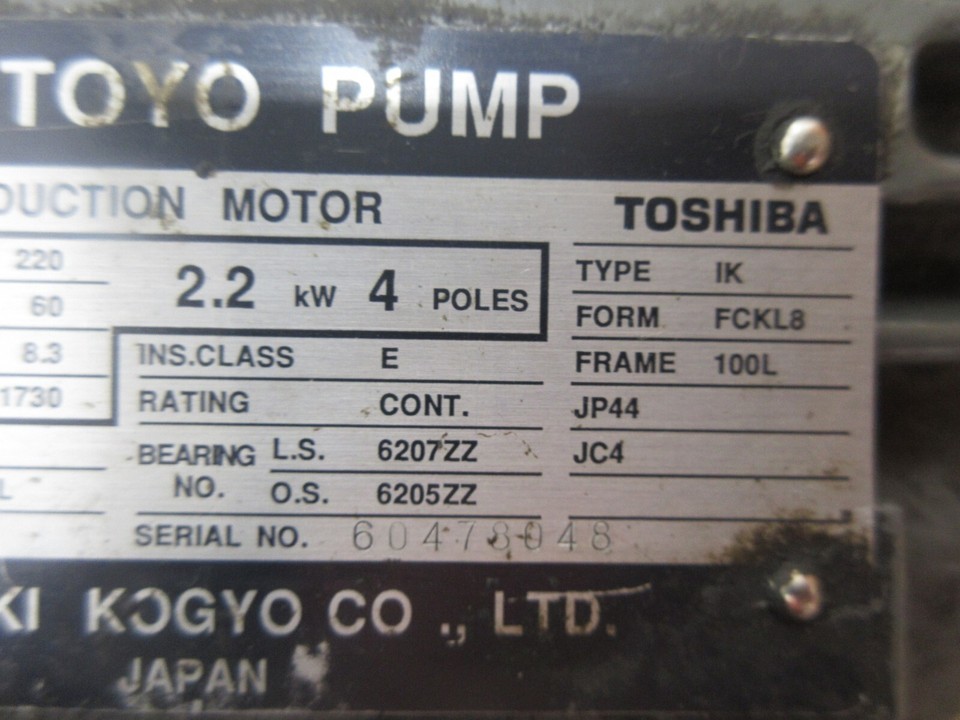 TOYO PUMP
DUCTION MOTOR
TOSHIBA
220
60
8.3
1730
L
2.2 kW 4 POLES
INS.CLASS E
RATING CONT.
BEARING NO. L.S. 6207ZZ
O.S. 6205ZZ
SERIAL NO. 60478048
TYPE IK
FORM FCKL8
FRAME 100L
JP44
JC4
KI KOGYO CO., LTD.
JAPAN